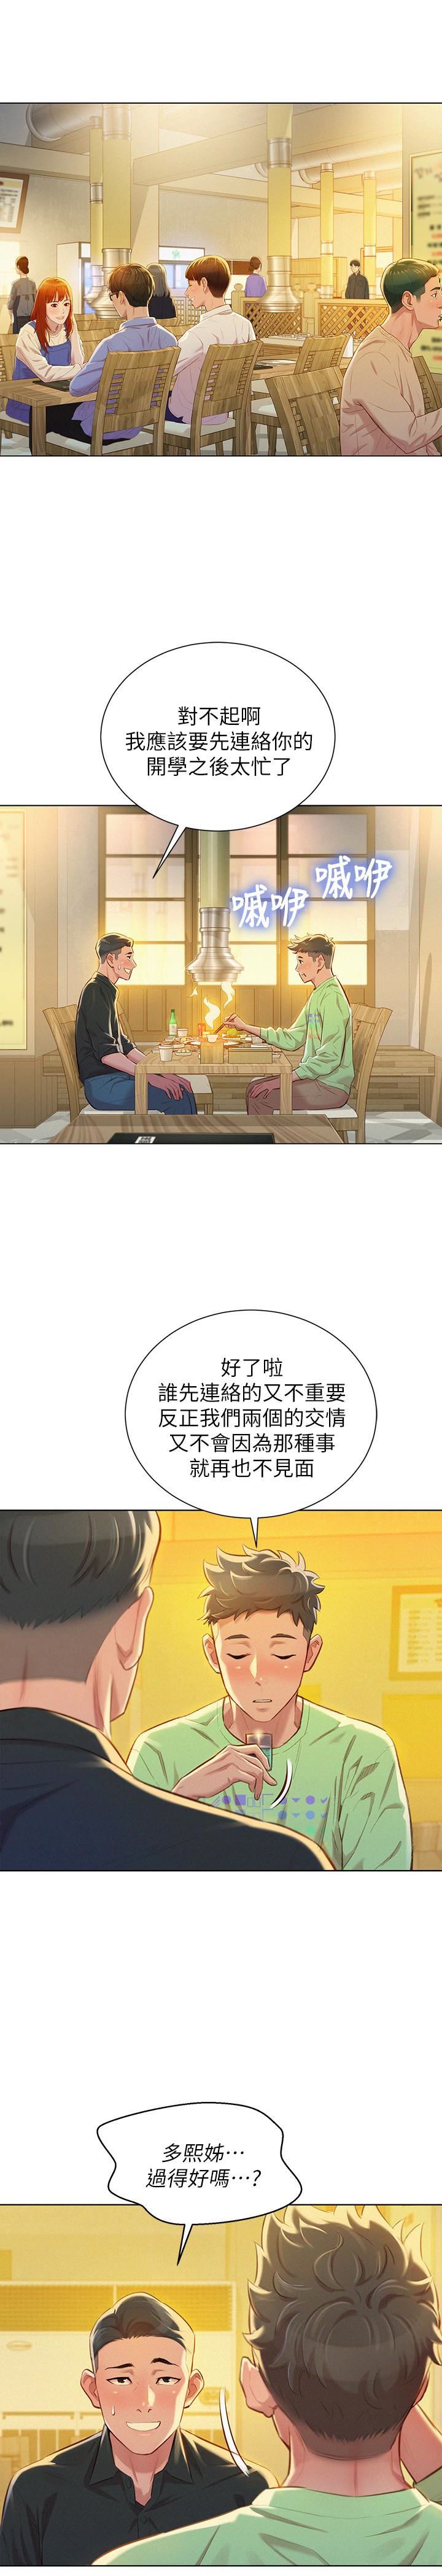 對不起啊
我應該要先連絡你的
開學之後太忙了
嘁咿 嘁咿
好了啦
誰先連絡的又不重要
反正我們兩個的交情
又不會因為那種事
就再也不見面
多熙姊…
過得好嗎…?